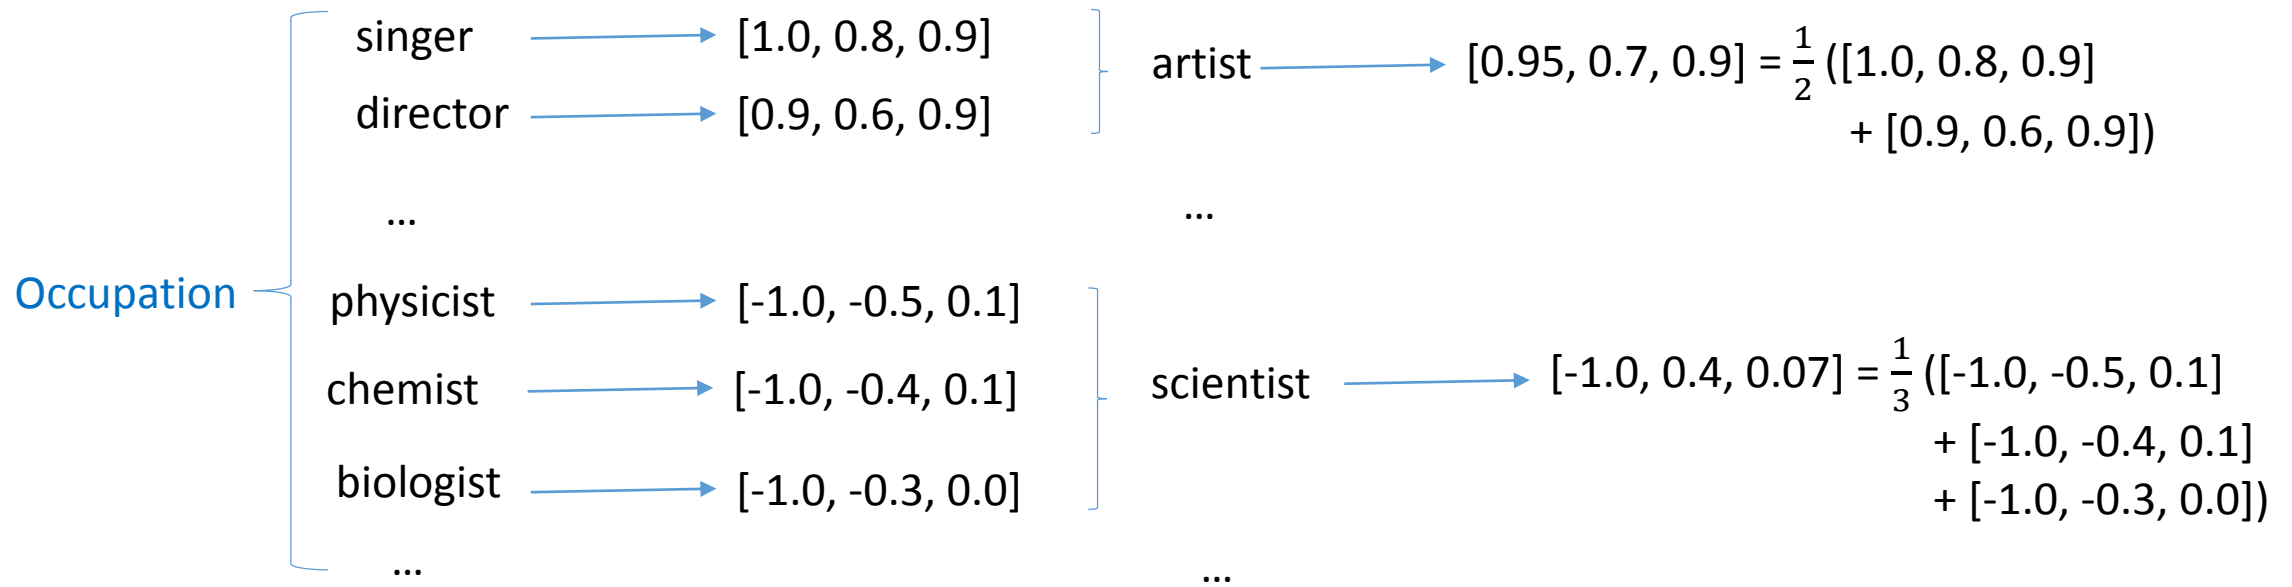 singer [1.0, 0.8, 0.9]
director [0.9, 0.6, 0.9]
artist [0.95, 0.7, 0.9] = 1/2 ([1.0, 0.8, 0.9]
+ [0.9, 0.6, 0.9])
...
...
Occupation
physicist [-1.0, -0.5, 0.1]
chemist [-1.0, -0.4, 0.1]
biologist [-1.0, -0.3, 0.0]
scientist [-1.0, 0.4, 0.07] = 1/3 ([-1.0, -0.5, 0.1]
+ [-1.0, -0.4, 0.1]
+ [-1.0, -0.3, 0.0])
...
...